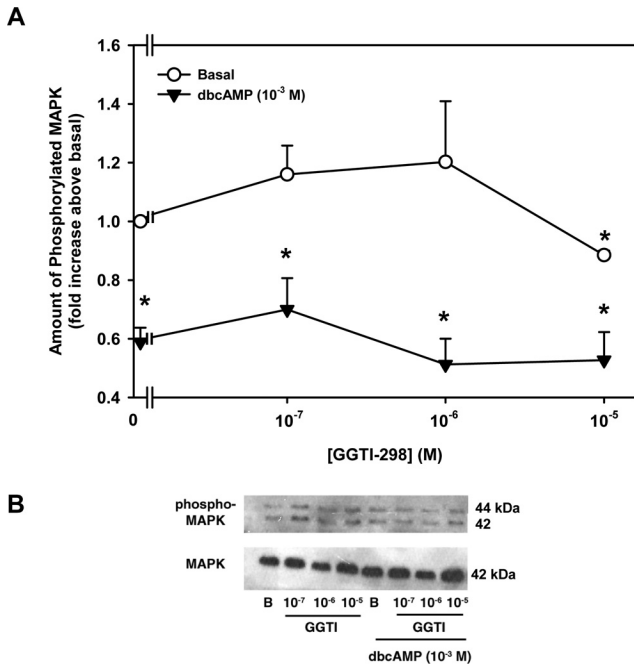 A
Amount of Phosphorylated MAPK
(fold increase above basal)
1.6
1.4
1.2
1.0
0.8
0.6
0.4
Basal
dbcAMP (10⁻³ M)
*
*
*
*
*
0
10⁻⁷
10⁻⁶
10⁻⁵
[GGTI-298] (M)
B
phospho-
MAPK
44 kDa
42
MAPK
42 kDa
B 10⁻⁷ 10⁻⁶ 10⁻⁵ B 10⁻⁷ 10⁻⁶ 10⁻⁵
GGTI GGTI
dbcAMP (10⁻³ M)